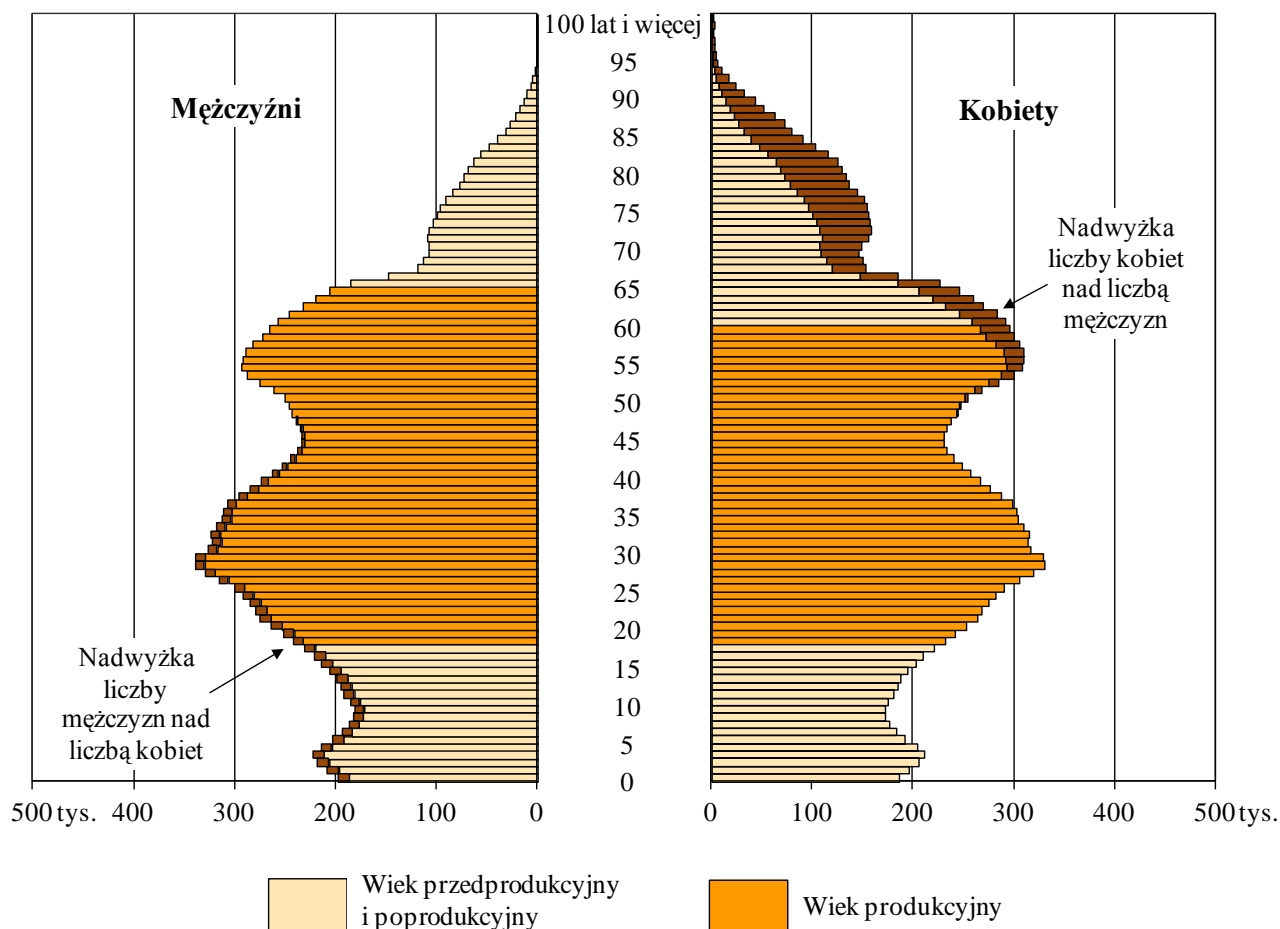 100 lat i więcej
95
90
85
80
75
70
65
60
55
50
45
40
35
30
25
20
15
10
5
0
Mężczyźni
Kobiety
Nadwyżka
liczby kobiet
nad liczbą
mężczyzn
Nadwyżka
liczby
mężczyzn nad
liczbą kobiet
500 tys. 400 300 200 100 0
0 100 200 300 400 500 tys.
Wiek przedprodukcyjny
i poprodukcyjny
Wiek produkcyjny